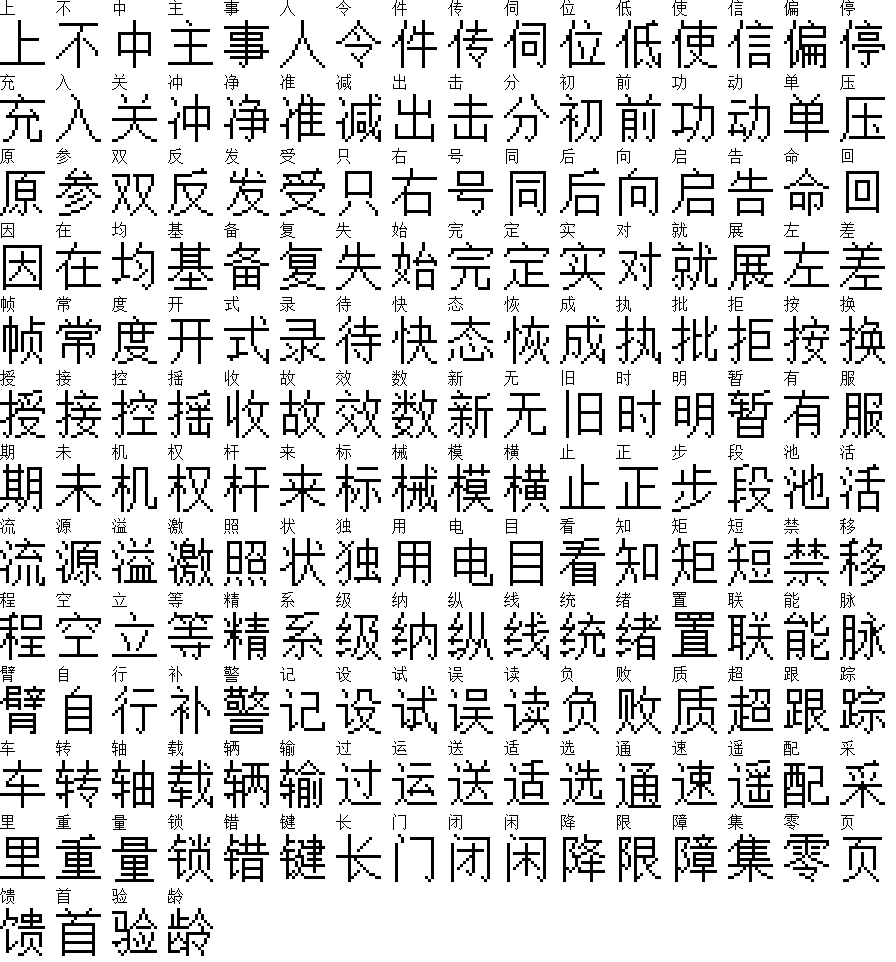 上 不 中 主 事 人 令 件 传 伺 位 低 使 信 偏 停
上 不 中 主 事 人 令 件 传 伺 位 低 使 信 偏 停
充 入 关 冲 净 准 减 出 击 分 初 前 功 动 单 压
充 入 关 冲 净 准 减 出 击 分 初 前 功 动 单 压
原 参 双 反 发 受 只 右 号 同 后 向 启 告 命 回
原 参 双 反 发 受 只 右 号 同 后 向 启 告 命 回
因 在 均 基 备 复 失 始 完 定 实 对 就 展 左 差
因 在 均 基 备 复 失 始 完 定 实 对 就 展 左 差
帧 常 度 开 式 录 待 快 态 恢 成 执 批 拒 按 换
帧 常 度 开 式 录 待 快 态 恢 成 执 批 拒 按 换
授 接 控 摇 收 故 效 数 新 无 旧 时 明 暂 有 服
授 接 控 摇 收 故 效 数 新 无 旧 时 明 暂 有 服
期 未 机 权 杆 来 标 械 模 横 止 正 步 段 池 活
期 未 机 权 杆 来 标 械 模 横 止 正 步 段 池 活
流 源 溢 激 照 状 独 用 电 目 看 知 矩 短 禁 移
流 源 溢 激 照 状 独 用 电 目 看 知 矩 短 禁 移
程 空 立 等 精 系 级 纳 纵 线 统 绪 置 联 能 脉
程 空 立 等 精 系 级 纳 纵 线 统 绪 置 联 能 脉
臂 自 行 补 警 记 设 试 误 读 负 败 质 超 跟 踪
臂 自 行 补 警 记 设 试 误 读 负 败 质 超 跟 踪
车 转 轴 载 辆 输 过 运 送 适 选 通 速 遥 配 采
车 转 轴 载 辆 输 过 运 送 适 选 通 速 遥 配 采
里 重 量 锁 错 键 长 门 闭 闲 降 限 障 集 零 页
里 重 量 锁 错 键 长 门 闭 闲 降 限 障 集 零 页
馈 首 验 龄
馈 首 验 龄